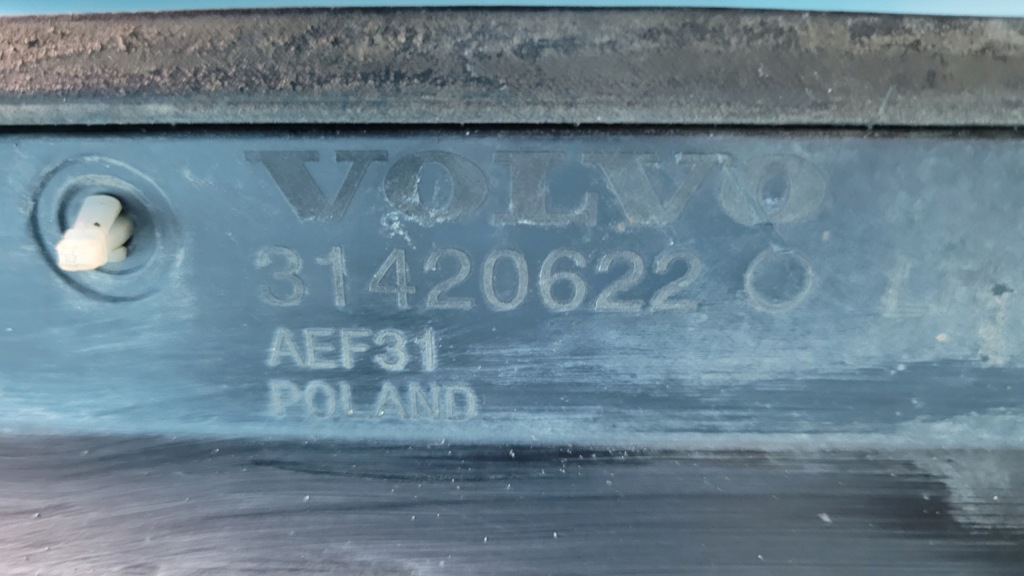 VOLVO
31420622
AEF31
POLAND